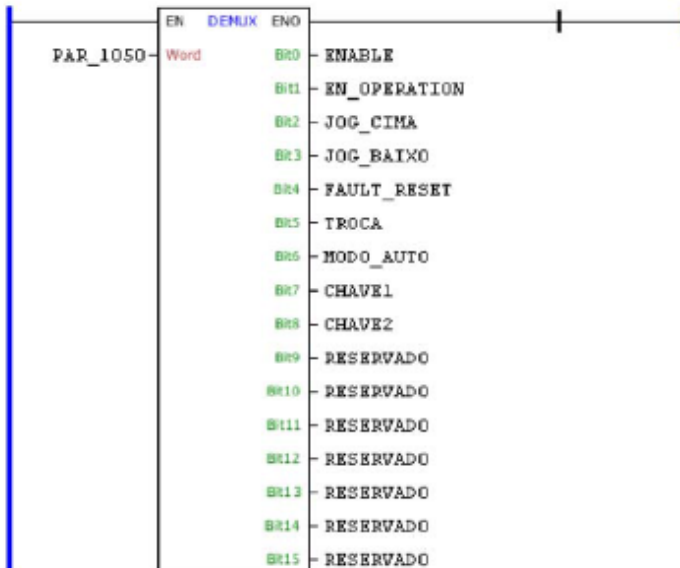 EN DEMUX ENO
PAR_1050 Word Bit0 ENABLE
Bit1 EN_OPERATION
Bit2 JOG_CIMA
Bit3 JOG_BAIXO
Bit4 FAULT_RESET
Bit5 TROCA
Bit6 MODO_AUTO
Bit7 CHAVE1
Bit8 CHAVE2
Bit9 RESERVADO
Bit10 RESERVADO
Bit11 RESERVADO
Bit12 RESERVADO
Bit13 RESERVADO
Bit14 RESERVADO
Bit15 RESERVADO